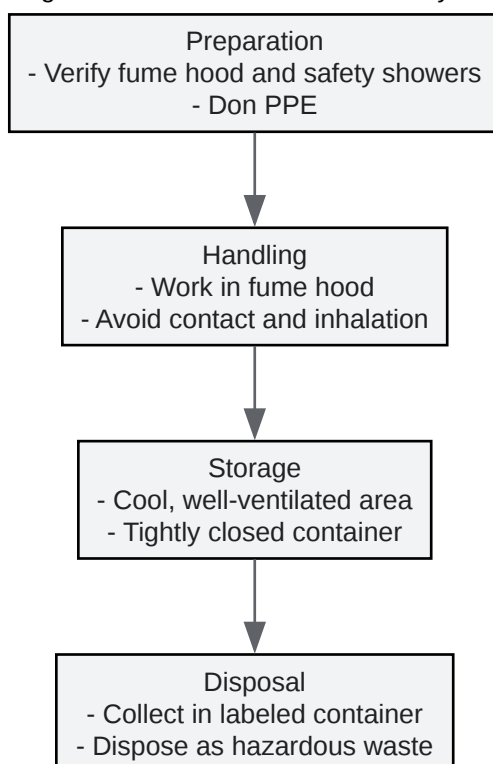 Preparation
- Verify fume hood and safety showers
- Don PPE
Handling
- Work in fume hood
- Avoid contact and inhalation
Storage
- Cool, well-ventilated area
- Tightly closed container
Disposal
- Collect in labeled container
- Dispose as hazardous waste